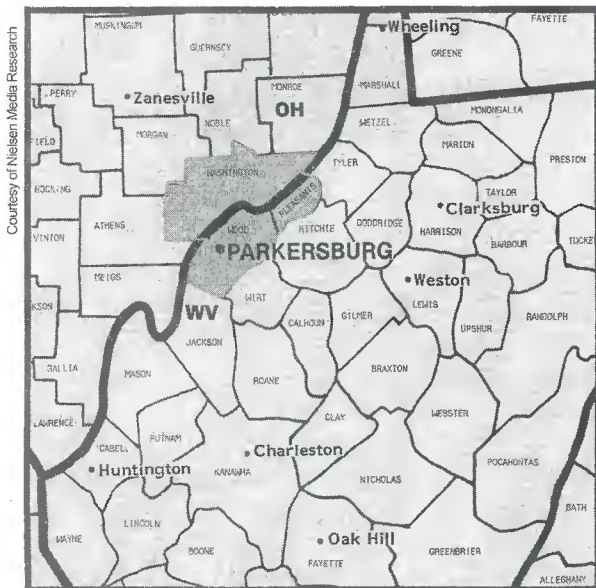 Courtesy of Nielsen Media Research
MUSKINGUM
GUERNSEY
Wheeling
FAYETTE
GREENE
PERRY
Zanesville
MONROE
MARSHALL
OH
NOBLE
MORGAN
WETZEL
MONONGALIA
MARION
PRESTON
WASHINGTON
TYLER
HOCKING
PLEASANTS
TAYLOR
Clarksburg
ATHENS
WOOD
RITCHIE
DODDRIDGE
HARRISON
BARBOUR
VINTON
PARKERSBURG
TUCKE
MEIGS
Weston
WIRT
LEWIS
WV
CALHOUN
GILMER
UPSHUR
RANDOLPH
KSON
JACKSON
GALLIA
MASON
ROANE
BRAXTON
WEBSTER
LAWRENCE
PUTNAM
CLAY
CABELL
Charleston
POCAHONTAS
Huntington
KANAWHA
NICHOLAS
BATH
LINCOLN
WAYNE
Oak Hill
BOONE
FAYETTE
GREENBRIER
ALLEGHANY